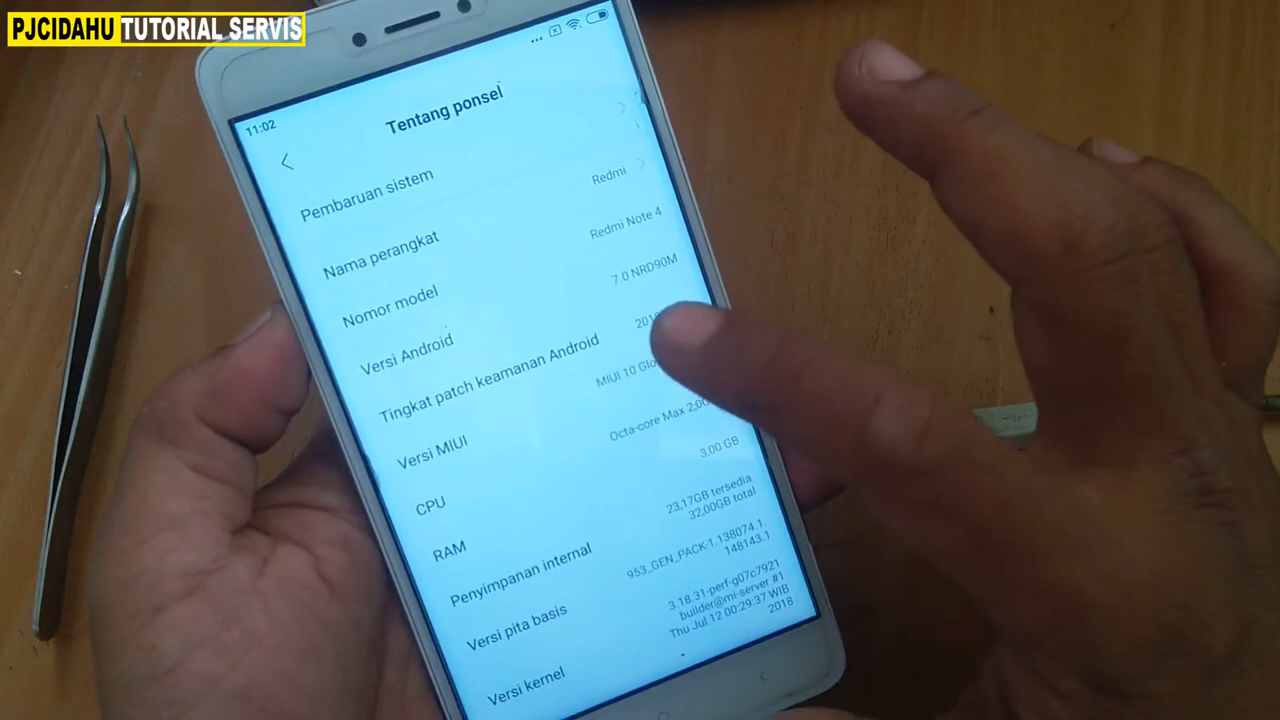 PJCIDAHU TUTORIAL SERVIS
11:02
Tentang ponsel
Pembaruan sistem
Nama perangkat Redmi
Nomor model Redmi Note 4
Versi Android 7.0 NRD90M
Tingkat patch keamanan Android
Versi MIUI MIUI 10
CPU Octa-core Max
RAM 3,00 GB
Penyimpanan internal 23,17GB tersedia
32,00GB total
Versi pita basis 953_GEN_PACK-1.138074.1.
148143.1
Versi kernel 3.18.31-perf-g07c7921
builder@mi-server #1
Thu Jul 12 00:29:37 WIB
2018